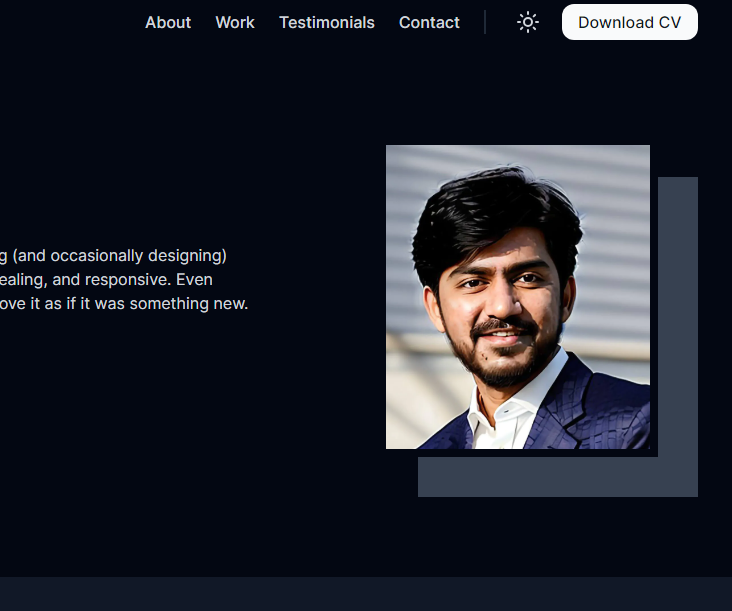 About Work Testimonials Contact Download CV
g (and occasionally designing)
ealing, and responsive. Even
ove it as if it was something new.